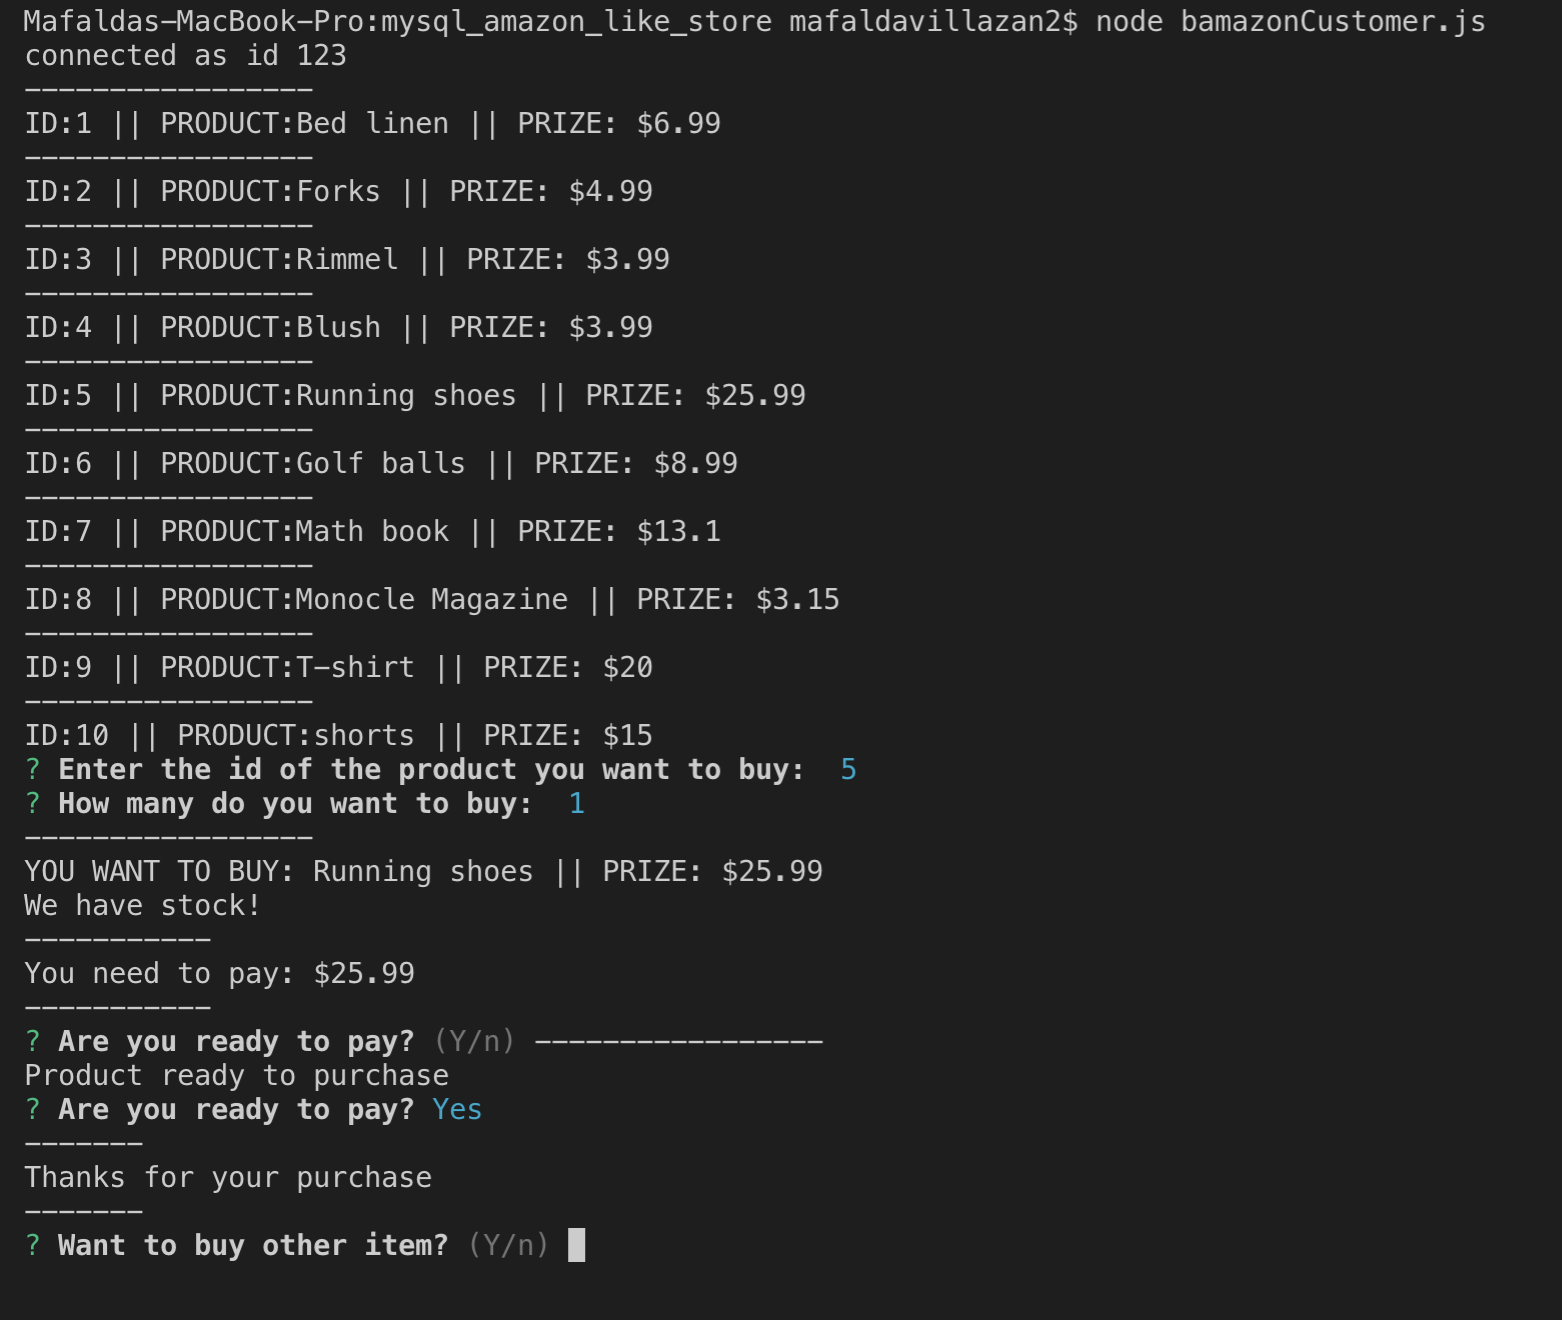 Mafaldas-MacBook-Pro:mysql_amazon_like_store mafaldavillazan2$ node bamazonCustomer.js
connected as id 123
-----------------
ID:1 || PRODUCT:Bed linen || PRIZE: $6.99
-----------------
ID:2 || PRODUCT:Forks || PRIZE: $4.99
-----------------
ID:3 || PRODUCT:Rimmel || PRIZE: $3.99
-----------------
ID:4 || PRODUCT:Blush || PRIZE: $3.99
-----------------
ID:5 || PRODUCT:Running shoes || PRIZE: $25.99
-----------------
ID:6 || PRODUCT:Golf balls || PRIZE: $8.99
-----------------
ID:7 || PRODUCT:Math book || PRIZE: $13.1
-----------------
ID:8 || PRODUCT:Monocle Magazine || PRIZE: $3.15
-----------------
ID:9 || PRODUCT:T-shirt || PRIZE: $20
-----------------
ID:10 || PRODUCT:shorts || PRIZE: $15
? Enter the id of the product you want to buy:  5
? How many do you want to buy:  1
-----------------
YOU WANT TO BUY: Running shoes || PRIZE: $25.99
We have stock!
-----------
You need to pay: $25.99
-----------
? Are you ready to pay? (Y/n) -----------------
Product ready to purchase
? Are you ready to pay? Yes
-------
Thanks for your purchase
-------
? Want to buy other item? (Y/n)